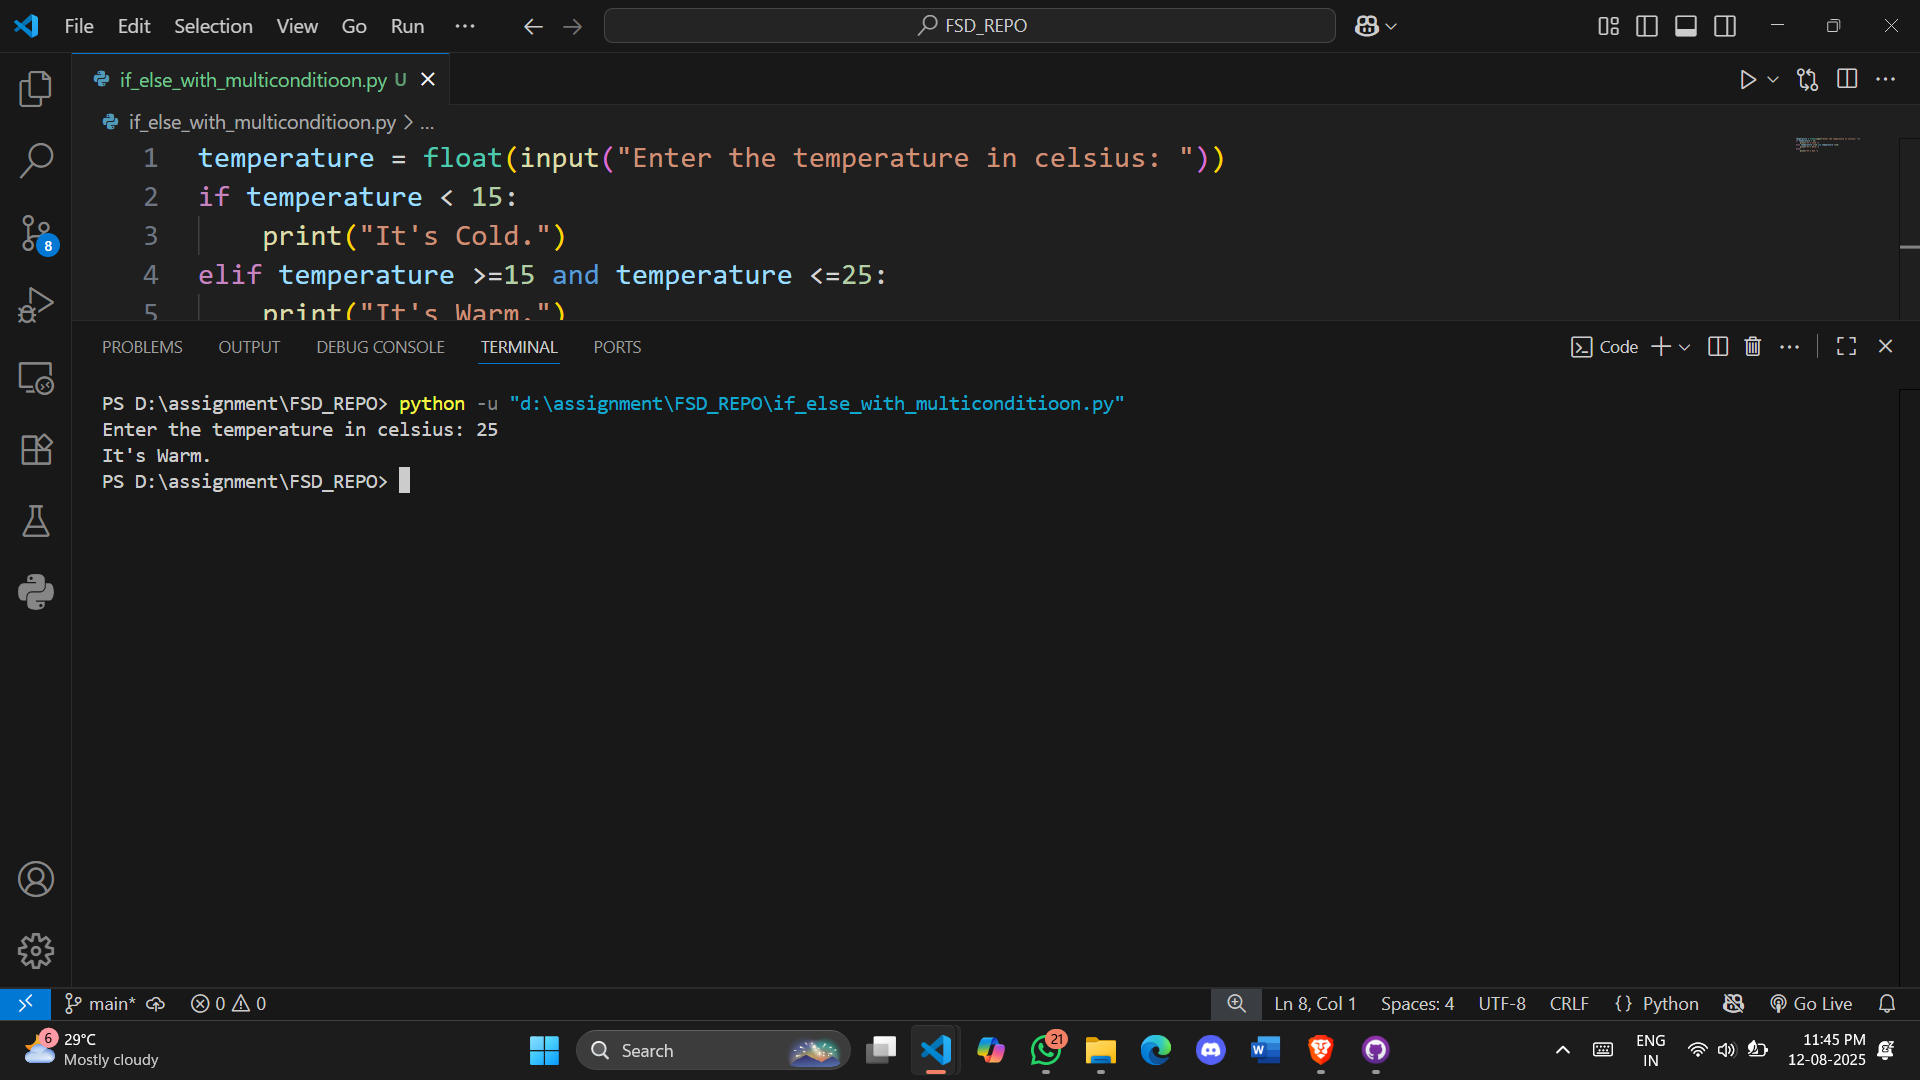 File Edit Selection View Go Run ··· FSD_REPO
if_else_with_multiconditioon.py U
if_else_with_multiconditioon.py > ...
1 temperature = float(input("Enter the temperature in celsius: "))
2 if temperature < 15:
3 print("It's Cold.")
4 elif temperature >=15 and temperature <=25:
5 print("It's Warm.")
8
PROBLEMS OUTPUT DEBUG CONSOLE TERMINAL PORTS Code
PS D:\assignment\FSD_REPO> python -u "d:\assignment\FSD_REPO\if_else_with_multiconditioon.py"
Enter the temperature in celsius: 25
It's Warm.
PS D:\assignment\FSD_REPO>
main* 0 0 Ln 8, Col 1 Spaces: 4 UTF-8 CRLF {} Python Go Live
6 29°C
Mostly cloudy
Search
21
ENG
IN
11:45 PM
12-08-2025